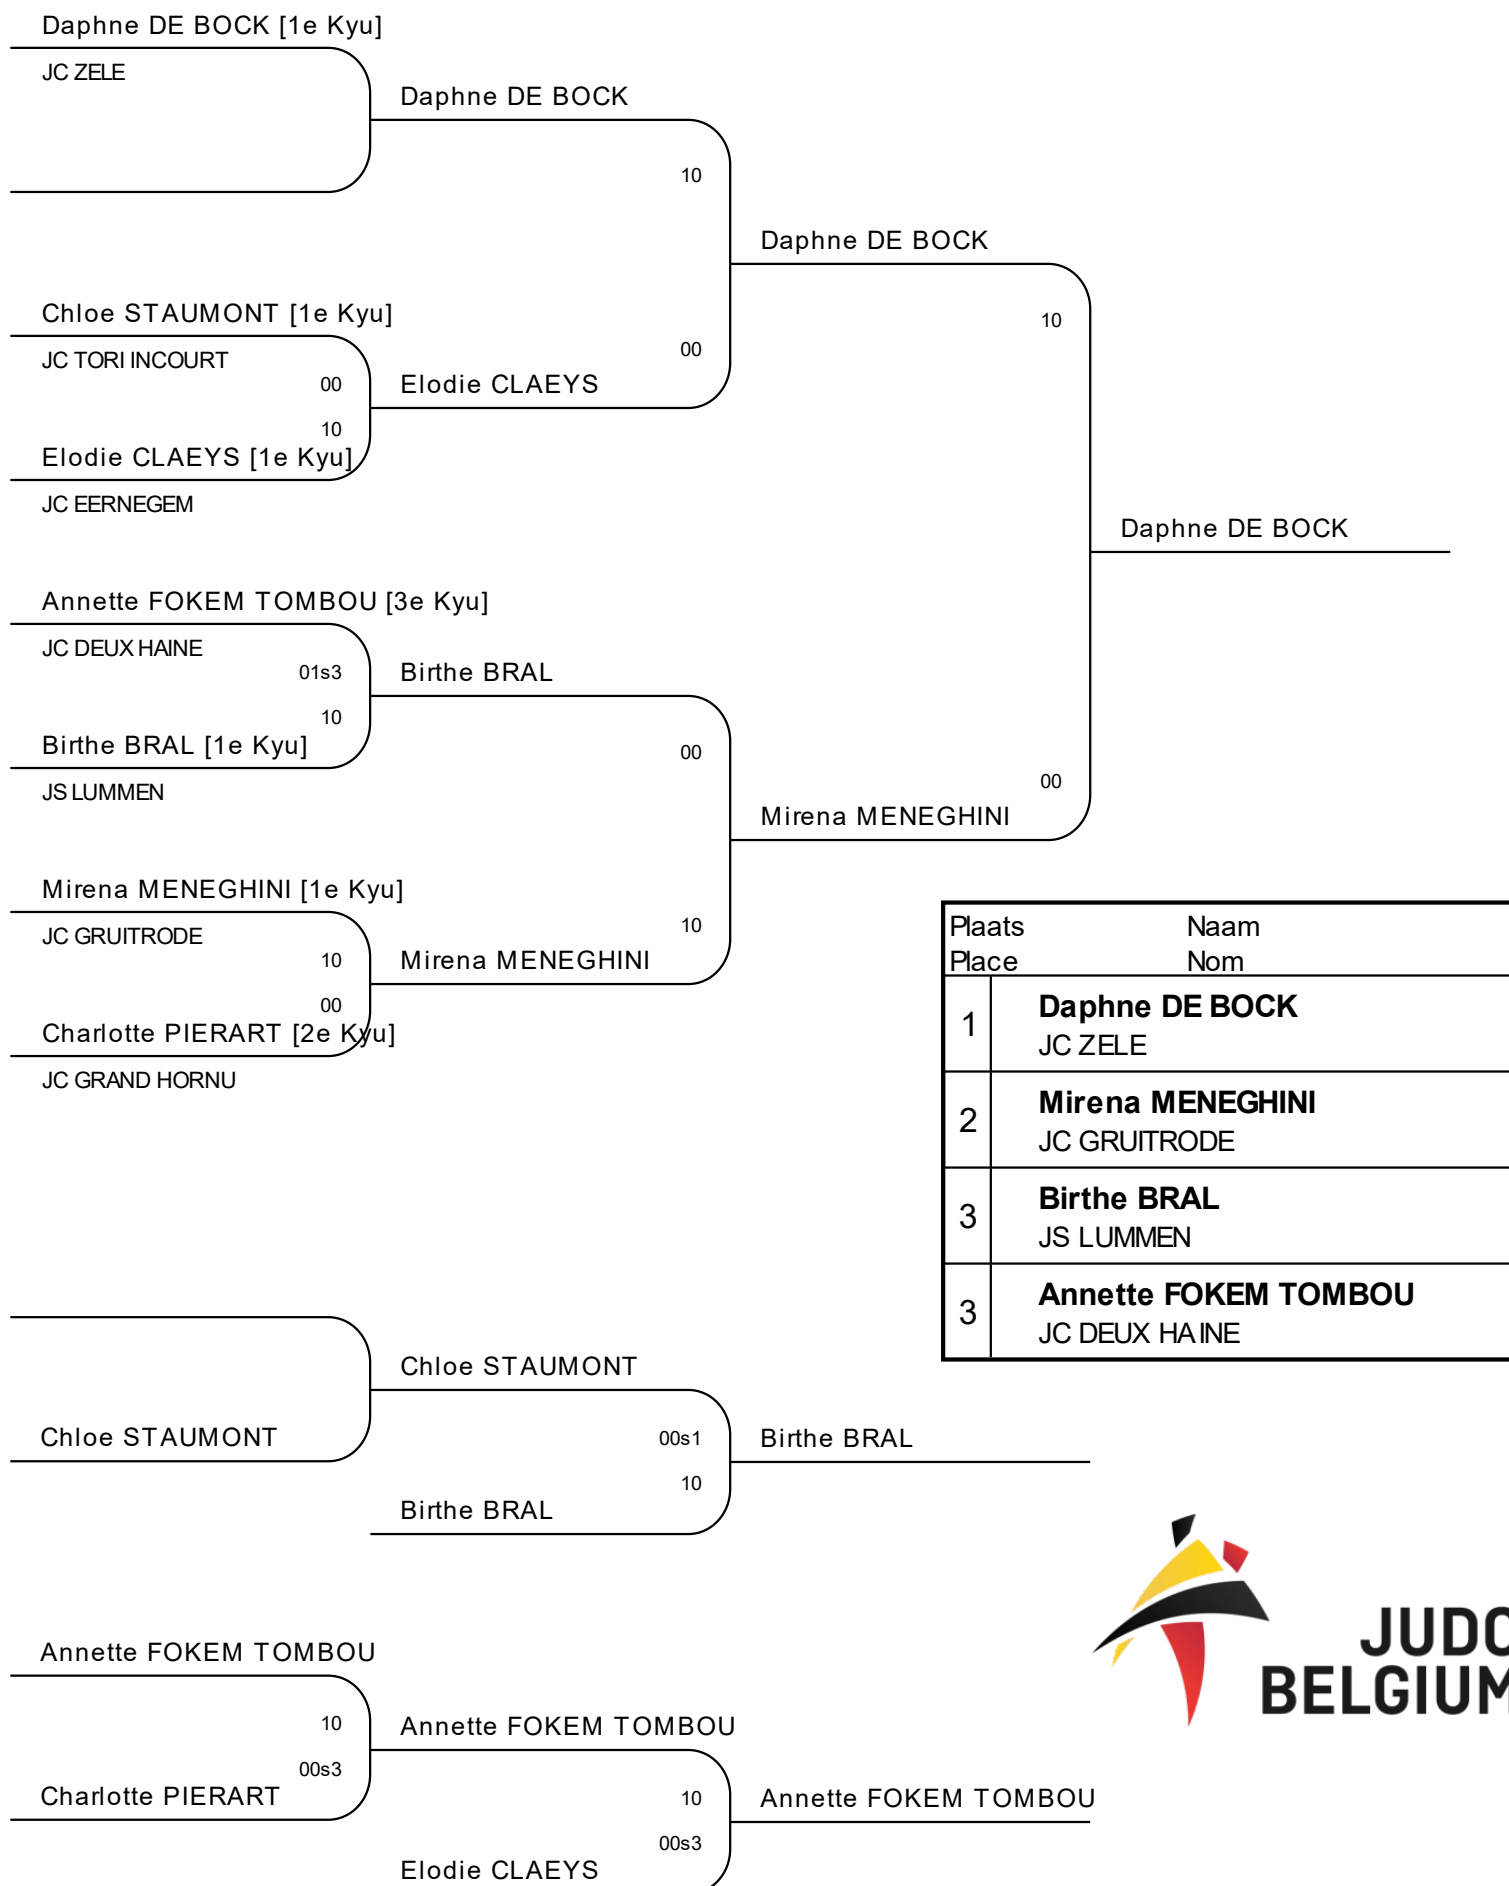 Daphne DE BOCK [1e Kyu]
JC ZELE
Daphne DE BOCK
10
Daphne DE BOCK
Chloe STAUMONT [1e Kyu]
10
JC TORI INCOURT
00
00
Elodie CLAEYS
10
Elodie CLAEYS [1e Kyu]
JC EERNEGEM
Daphne DE BOCK
Annette FOKEM TOMBOU [3e Kyu]
JC DEUX HAINE
01s3
Birthe BRAL
10
Birthe BRAL [1e Kyu]
00
JS LUMMEN
00
Mirena MENEGHINI
Mirena MENEGHINI [1e Kyu]
JC GRUITRODE
10
10
Mirena MENEGHINI
00
Charlotte PIERART [2e Kyu]
JC GRAND HORNU
Plaats Naam
Place Nom
1 Daphne DE BOCK
JC ZELE
2 Mirena MENEGHINI
JC GRUITRODE
3 Birthe BRAL
JS LUMMEN
3 Annette FOKEM TOMBOU
JC DEUX HAINE
Chloe STAUMONT
Chloe STAUMONT
00s1
Birthe BRAL
10
Birthe BRAL
JUDO
BELGIUM
Annette FOKEM TOMBOU
10
Annette FOKEM TOMBOU
00s3
Charlotte PIERART
10
Annette FOKEM TOMBOU
00s3
Elodie CLAEYS